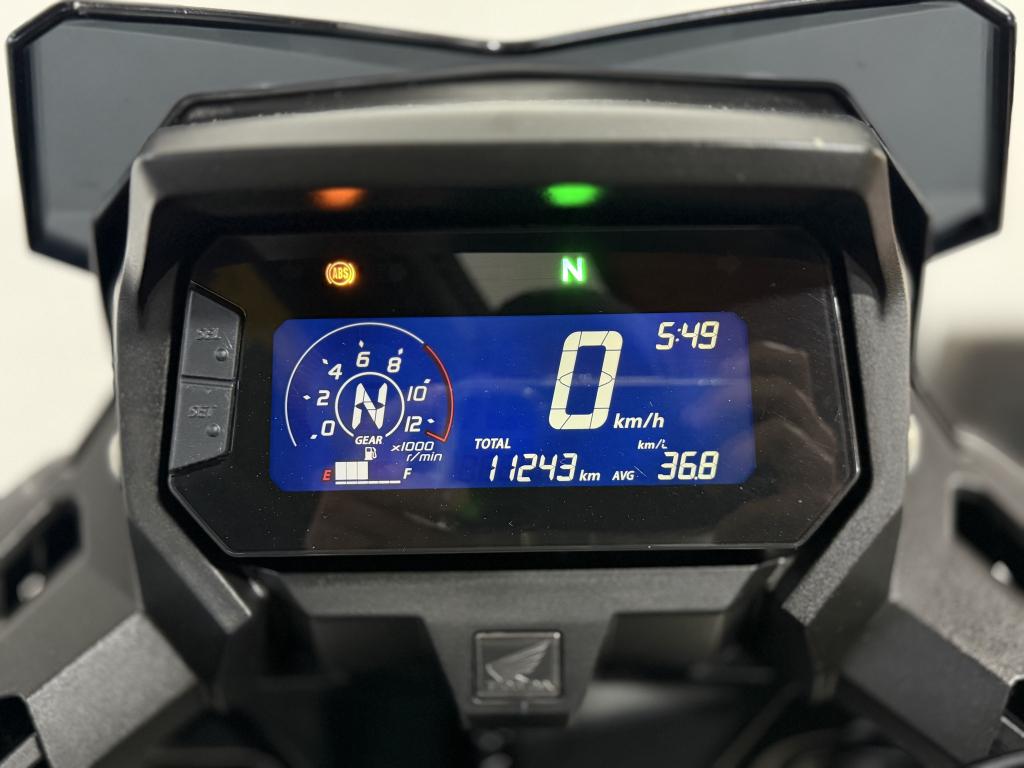 ABS
N
SEL
SET
5:49
0 km/h
0 2 4 6 8 10 12
N
GEAR
x1000
r/min
E F
TOTAL
11243 km
km/L
AVG 36.8